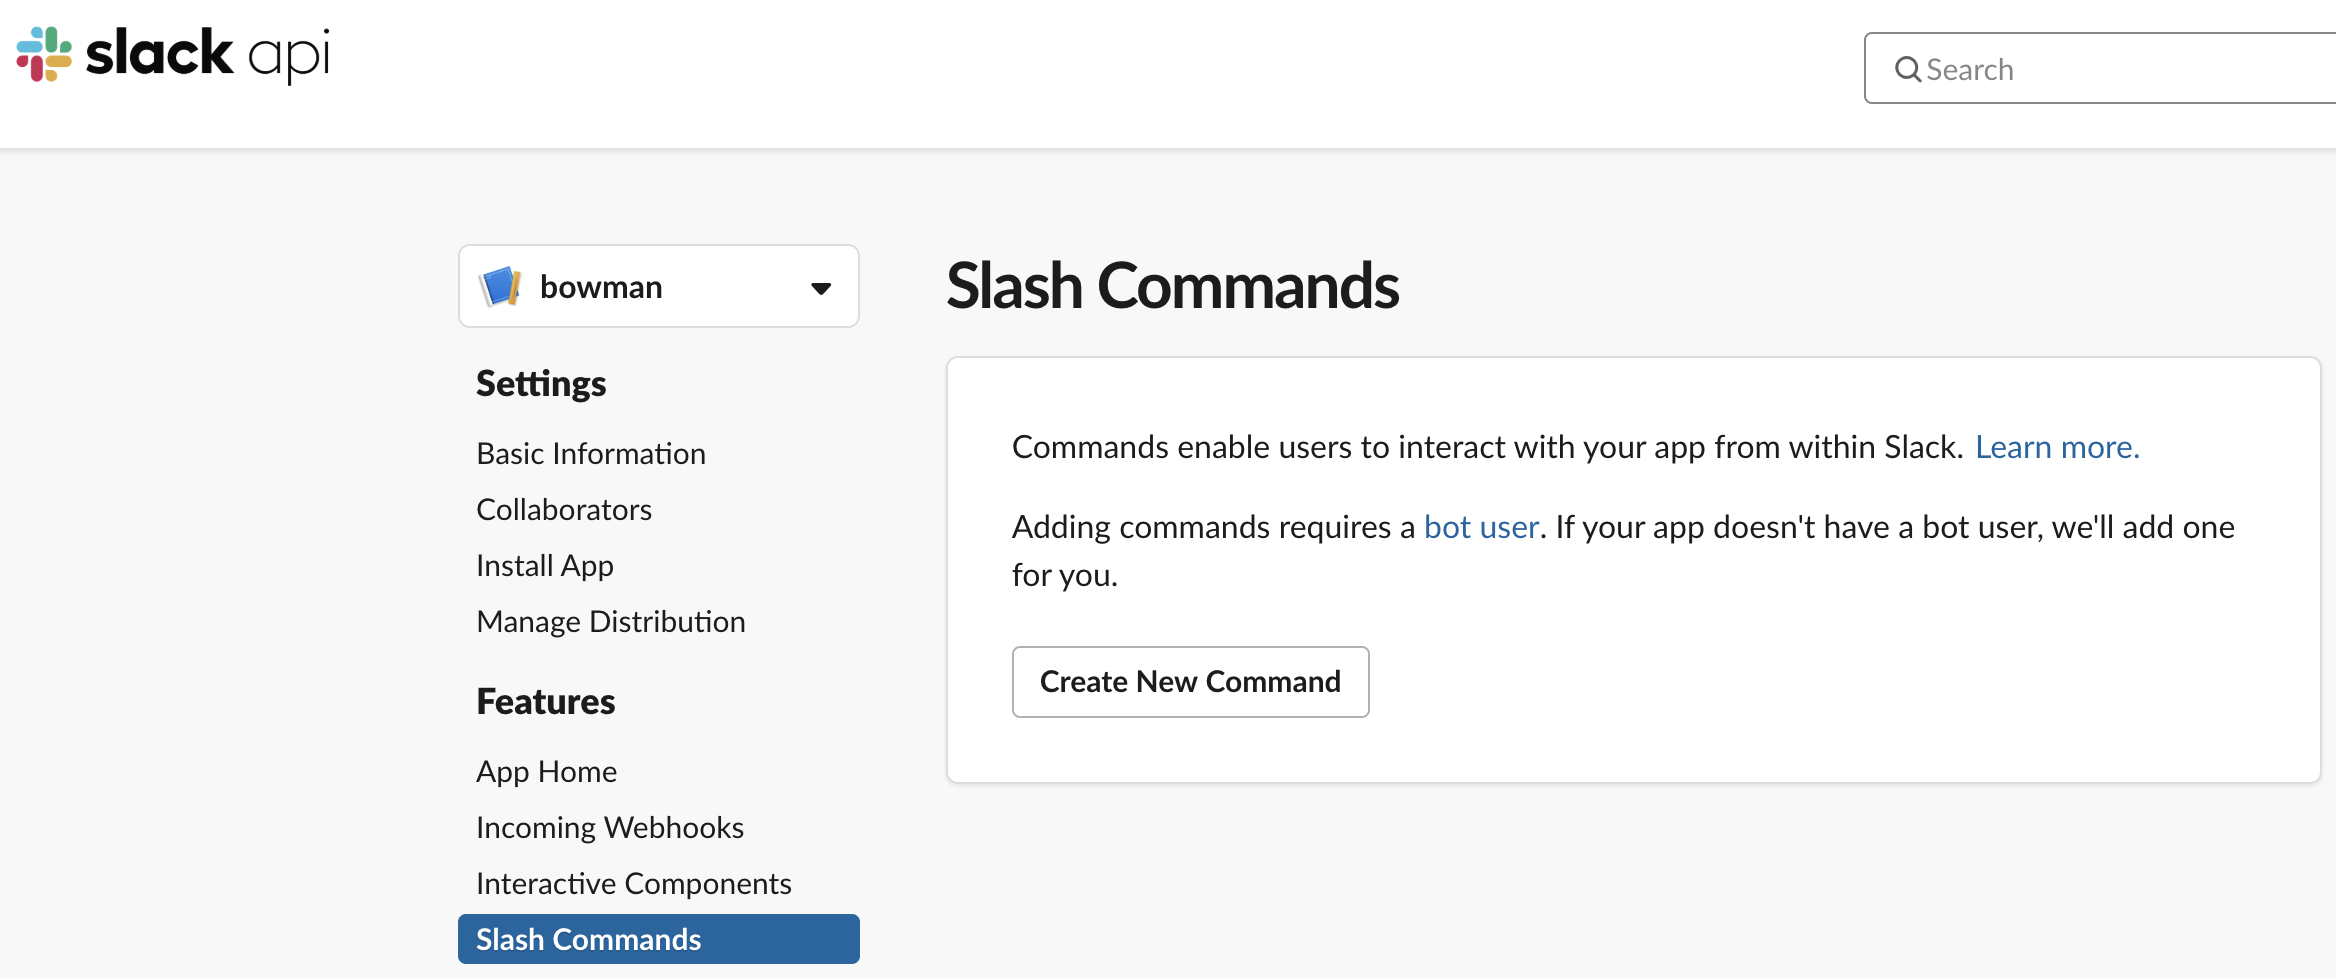 slack api
Search
bowman
Settings
Basic Information
Collaborators
Install App
Manage Distribution
Features
App Home
Incoming Webhooks
Interactive Components
Slash Commands
Slash Commands
Commands enable users to interact with your app from within Slack. Learn more.
Adding commands requires a bot user. If your app doesn't have a bot user, we'll add one
for you.
Create New Command